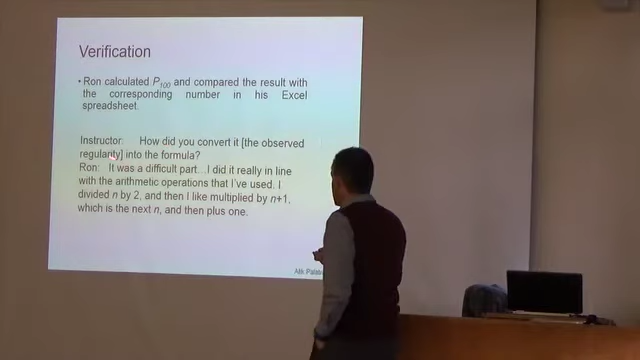 Verification
• Ron calculated P100 and compared the result with
the corresponding number in his Excel
spreadsheet.
Instructor: How did you convert it [the observed
regularity] into the formula?
Ron: It was a difficult part...I did it really in line
with the arithmetic operations that I've used. I
divided n by 2, and then I like multiplied by n+1,
which is the next n, and then plus one.